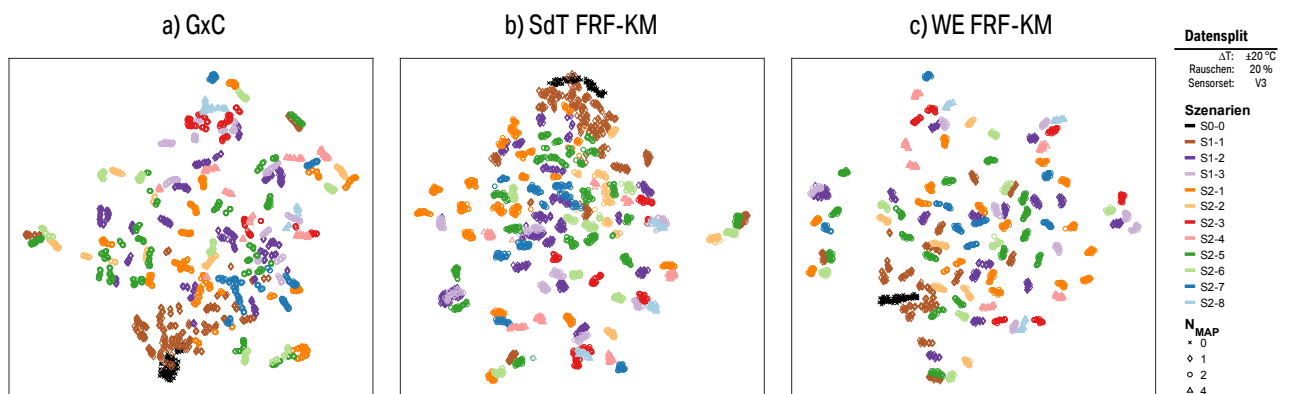 a) GxC
b) SdT FRF-KM
c) WE FRF-KM
Datensplit
ΔT: ±20 °C
Rauschen: 20 %
Sensorset: V3
Szenarien
S0-0
S1-1
S1-2
S1-3
S2-1
S2-2
S2-3
S2-4
S2-5
S2-6
S2-7
S2-8
N_MAP
0
1
2
4